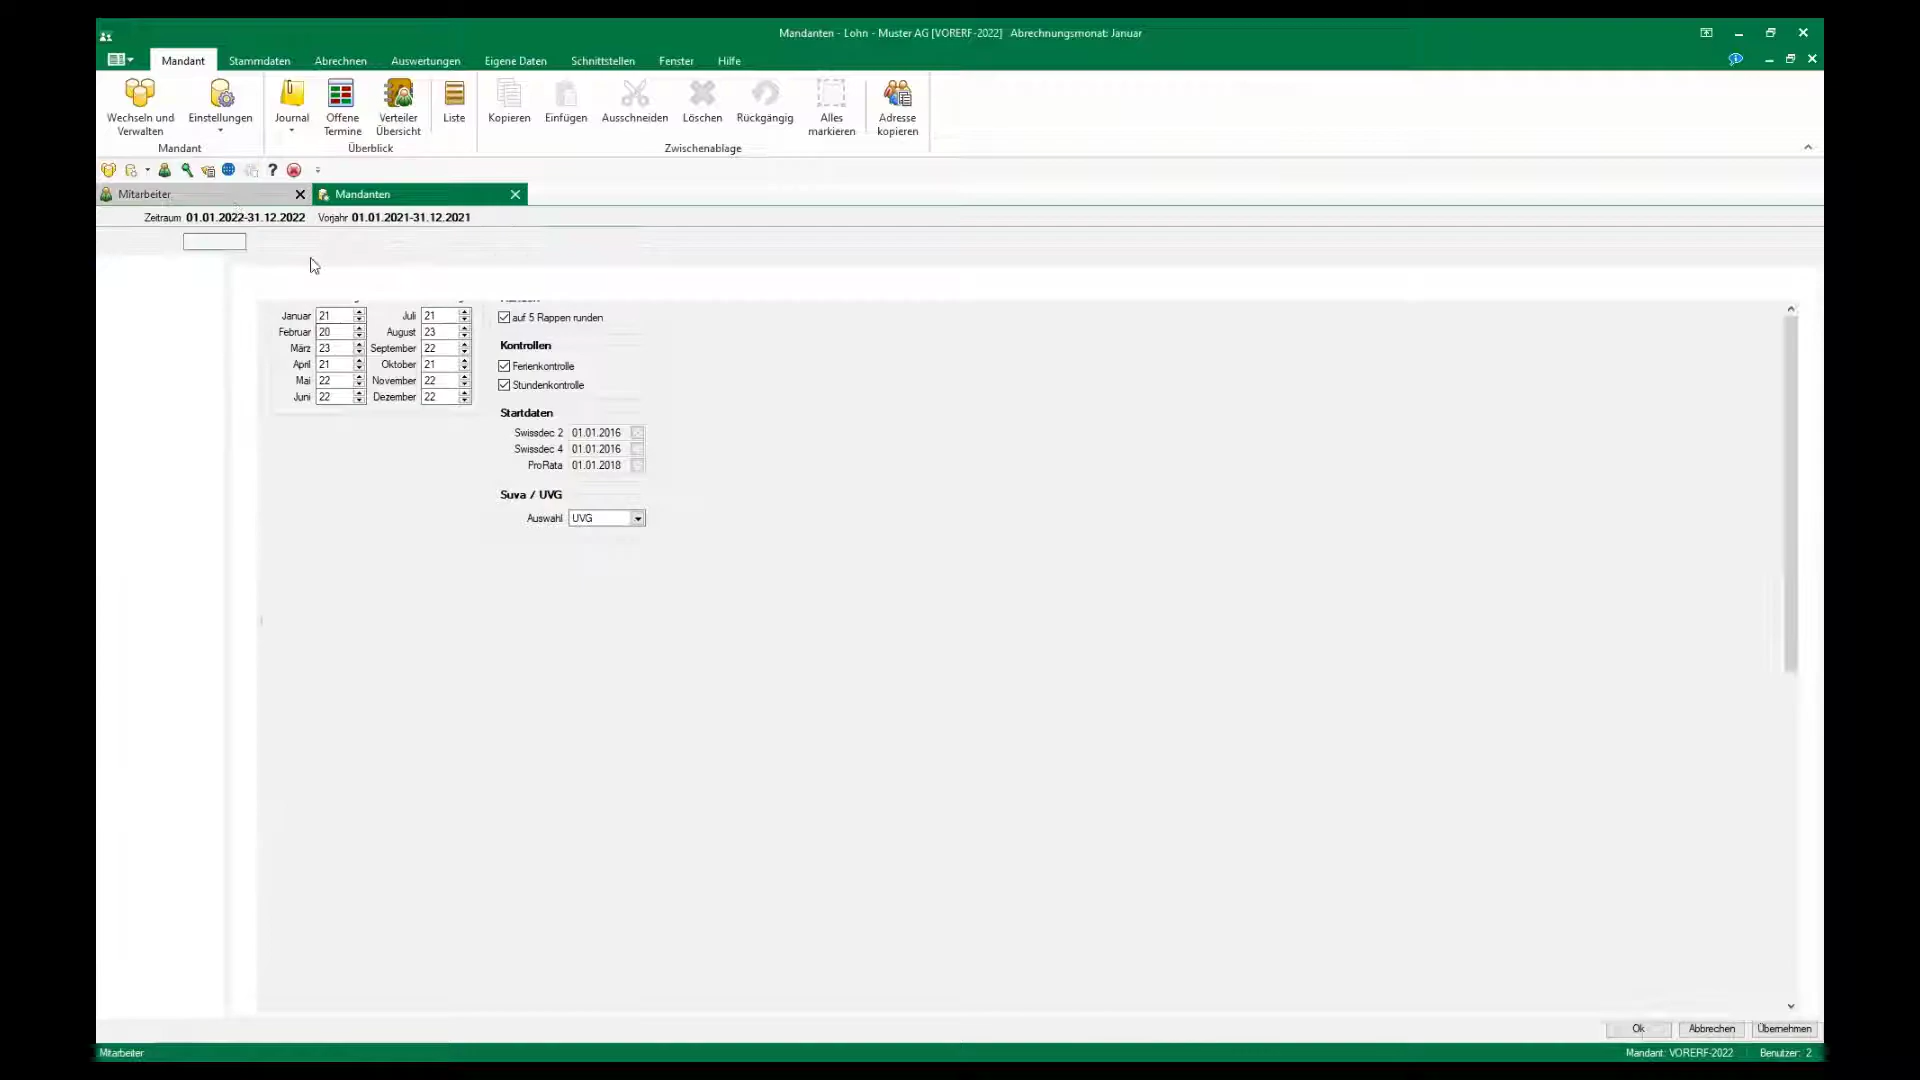 Mandanten - Lohn - Muster AG [VORERF-2022]   Abrechnungsmonat: Januar
Mandant Stammdaten Abrechnen Auswertungen Eigene Daten Schnittstellen Fenster Hilfe
Wechseln und Verwalten
Einstellungen
Journal
Offene Termine
Verteiler Übersicht
Liste
Kopieren
Einfügen
Ausschneiden
Löschen
Rückgängig
Alles markieren
Adresse kopieren
Mandant
Überblick
Zwischenablage
Mitarbeiter
Mandanten
Zeitraum 01.01.2022-31.12.2022 Vorjahr 01.01.2021-31.12.2021
Januar 21 Juli 21
Februar 20 August 23
März 23 September 22
April 21 Oktober 21
Mai 22 November 22
Juni 22 Dezember 22
auf 5 Rappen runden
Kontrollen
Ferienkontrolle
Stundenkontrolle
Startdaten
Swissdec 2 01.01.2016
Swissdec 4 01.01.2016
ProRata 01.01.2018
Suva / UVG
Auswahl UVG
Ok Abbrechen Übernehmen
Mitarbeiter
Mandant: VORERF-2022 Benutzer: 2